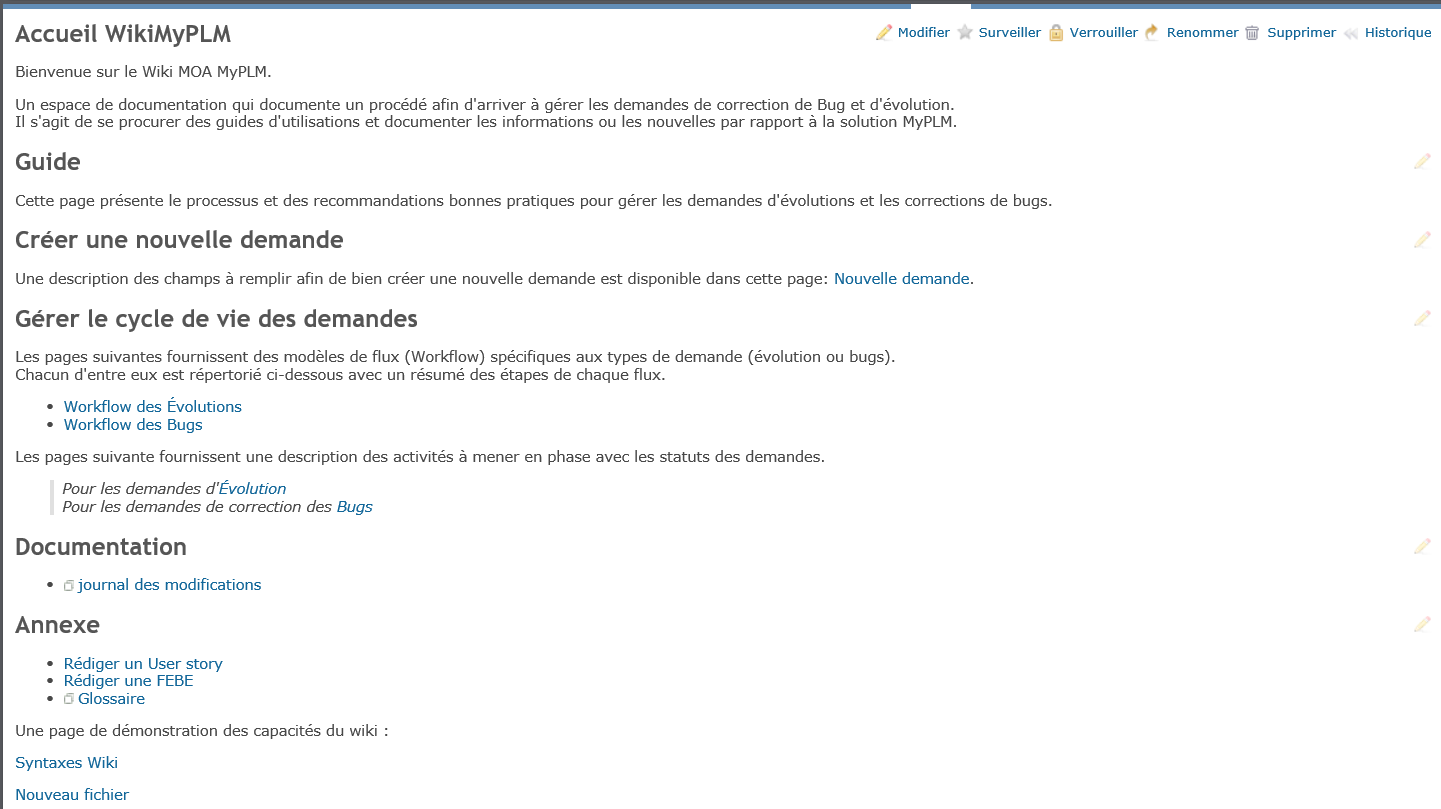 Accueil WikiMyPLM
Modifier Surveiller Verrouiller Renommer Supprimer Historique
Bienvenue sur le Wiki MOA MyPLM.
Un espace de documentation qui documente un procédé afin d'arriver à gérer les demandes de correction de Bug et d'évolution.
Il s'agit de se procurer des guides d'utilisations et documenter les informations ou les nouvelles par rapport à la solution MyPLM.
Guide
Cette page présente le processus et des recommandations bonnes pratiques pour gérer les demandes d'évolutions et les corrections de bugs.
Créer une nouvelle demande
Une description des champs à remplir afin de bien créer une nouvelle demande est disponible dans cette page: Nouvelle demande.
Gérer le cycle de vie des demandes
Les pages suivantes fournissent des modèles de flux (Workflow) spécifiques aux types de demande (évolution ou bugs).
Chacun d'entre eux est répertorié ci-dessous avec un résumé des étapes de chaque flux.
• Workflow des Évolutions
• Workflow des Bugs
Les pages suivante fournissent une description des activités à mener en phase avec les statuts des demandes.
Pour les demandes d'Évolution
Pour les demandes de correction des Bugs
Documentation
• journal des modifications
Annexe
• Rédiger un User story
• Rédiger une FEBE
• Glossaire
Une page de démonstration des capacités du wiki :
Syntaxes Wiki
Nouveau fichier